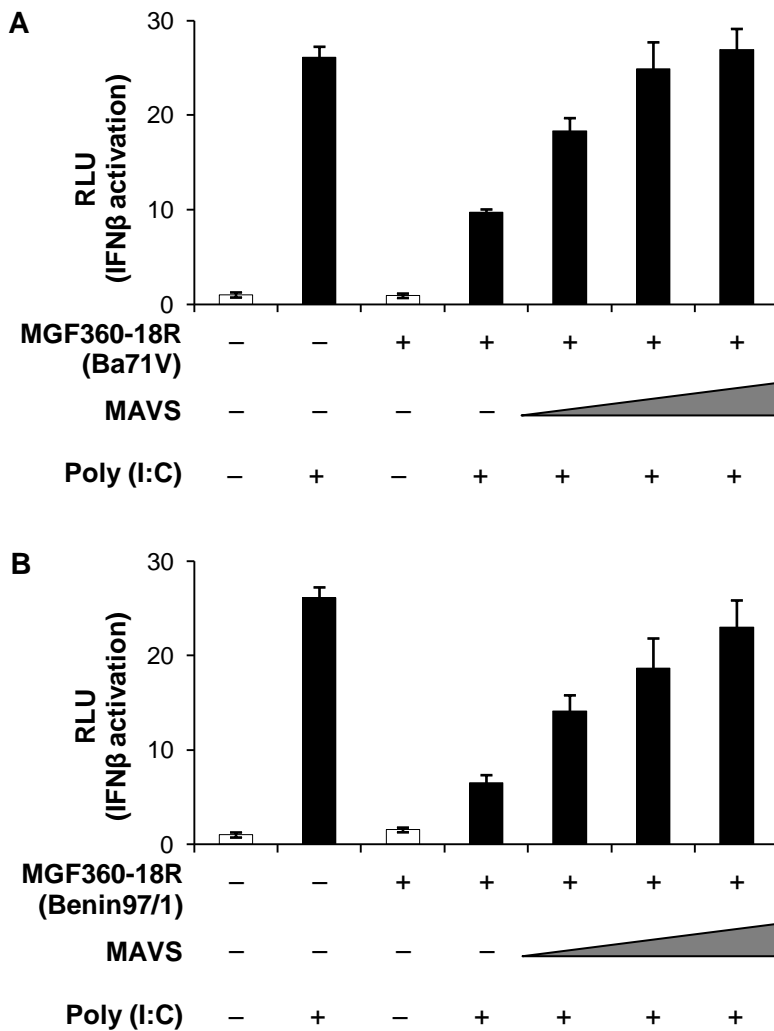 A
30
20
10
0
RLU
(IFNβ activation)
MGF360-18R
(Ba71V)
– – + + + + +
MAVS
– – – –
Poly (I:C)
– + – + + + +
B
30
20
10
0
RLU
(IFNβ activation)
MGF360-18R
(Benin97/1)
– – + + + + +
MAVS
– – – –
Poly (I:C)
– + – + + + +